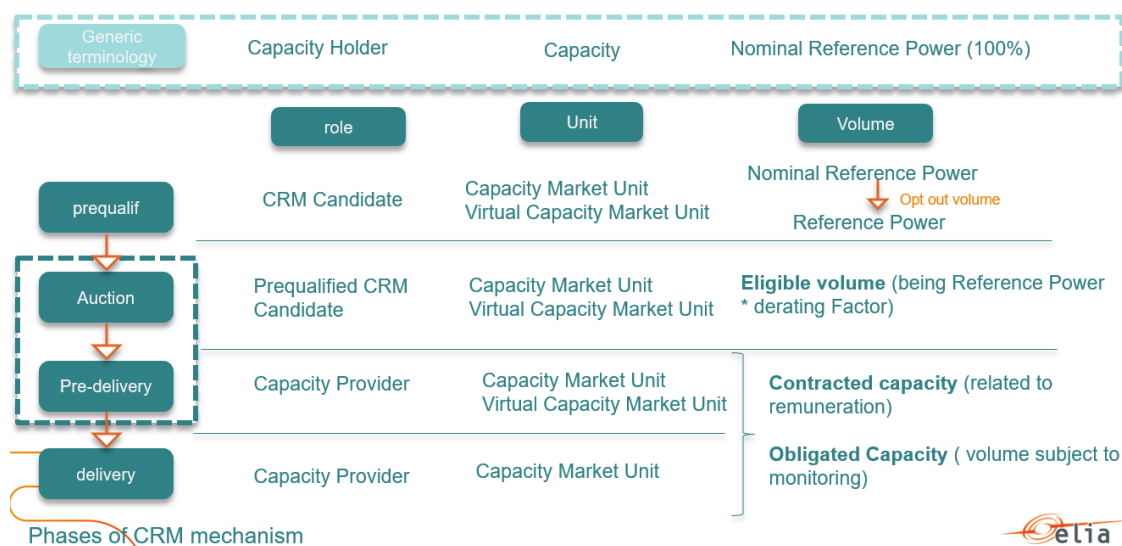 Generic
terminology
Capacity Holder
Capacity
Nominal Reference Power (100%)
role
Unit
Volume
prequalif
CRM Candidate
Capacity Market Unit
Virtual Capacity Market Unit
Nominal Reference Power
Opt out volume
Reference Power
Auction
Prequalified CRM
Candidate
Capacity Market Unit
Virtual Capacity Market Unit
Eligible volume (being Reference Power
* derating Factor)
Pre-delivery
Capacity Provider
Capacity Market Unit
Virtual Capacity Market Unit
Contracted capacity (related to
remuneration)
delivery
Capacity Provider
Capacity Market Unit
Obligated Capacity ( volume subject to
monitoring)
Phases of CRM mechanism
elia